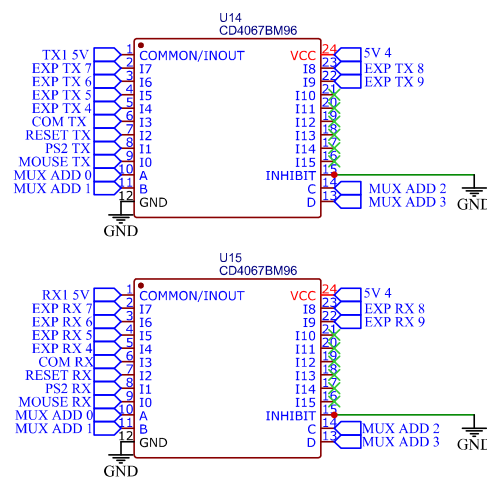 U14
CD4067BM96
TX1 5V 1 COMMON/INOUT VCC 24 5V 4
EXP TX 7 2 I7 I8 23 EXP TX 8
EXP TX 6 3 I6 I9 22 EXP TX 9
EXP TX 5 4 I5 I10 21
EXP TX 4 5 I4 I11 20
COM TX 6 I3 I12 19
RESET TX 7 I2 I13 18
PS2 TX 8 I1 I14 17
MOUSE TX 9 I0 I15 16
MUX ADD 0 10 A INHIBIT 15
MUX ADD 1 11 B C 14 MUX ADD 2
12 GND D 13 MUX ADD 3
GND GND
U15
CD4067BM96
RX1 5V 1 COMMON/INOUT VCC 24 5V 4
EXP RX 7 2 I7 I8 23 EXP RX 8
EXP RX 6 3 I6 I9 22 EXP RX 9
EXP RX 5 4 I5 I10 21
EXP RX 4 5 I4 I11 20
COM RX 6 I3 I12 19
RESET RX 7 I2 I13 18
PS2 RX 8 I1 I14 17
MOUSE RX 9 I0 I15 16
MUX ADD 0 10 A INHIBIT 15
MUX ADD 1 11 B C 14 MUX ADD 2
12 GND D 13 MUX ADD 3
GND GND